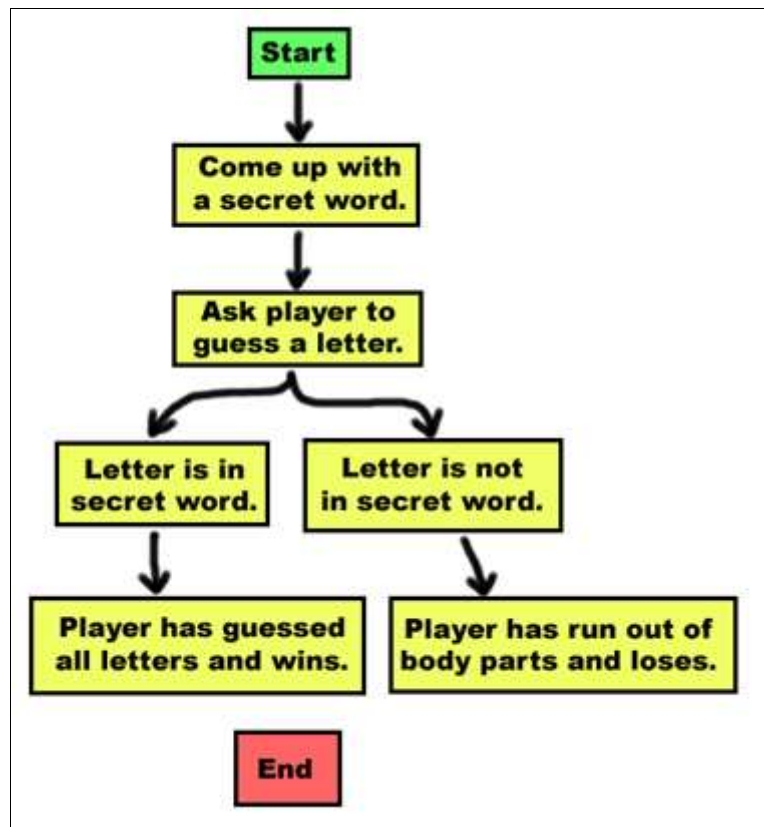 Start
Come up with
a secret word.
Ask player to
guess a letter.
Letter is in
secret word.
Letter is not
in secret word.
Player has guessed
all letters and wins.
Player has run out of
body parts and loses.
End